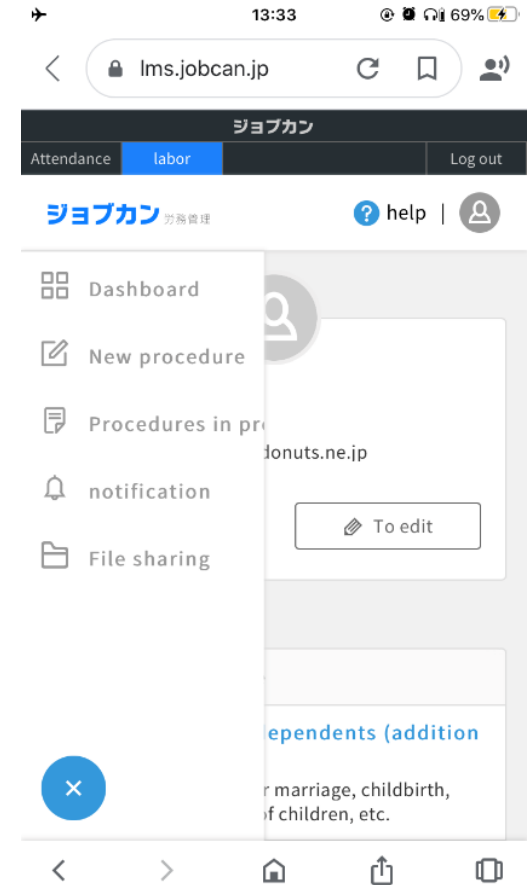 13:33
69%
lms.jobcan.jp
ジョブカン
Attendance labor Log out
ジョブカン 労務管理
? help |
Dashboard
New procedure
Procedures in pr
donuts.ne.jp
notification
To edit
File sharing
ependents (addition
r marriage, childbirth,
of children, etc.